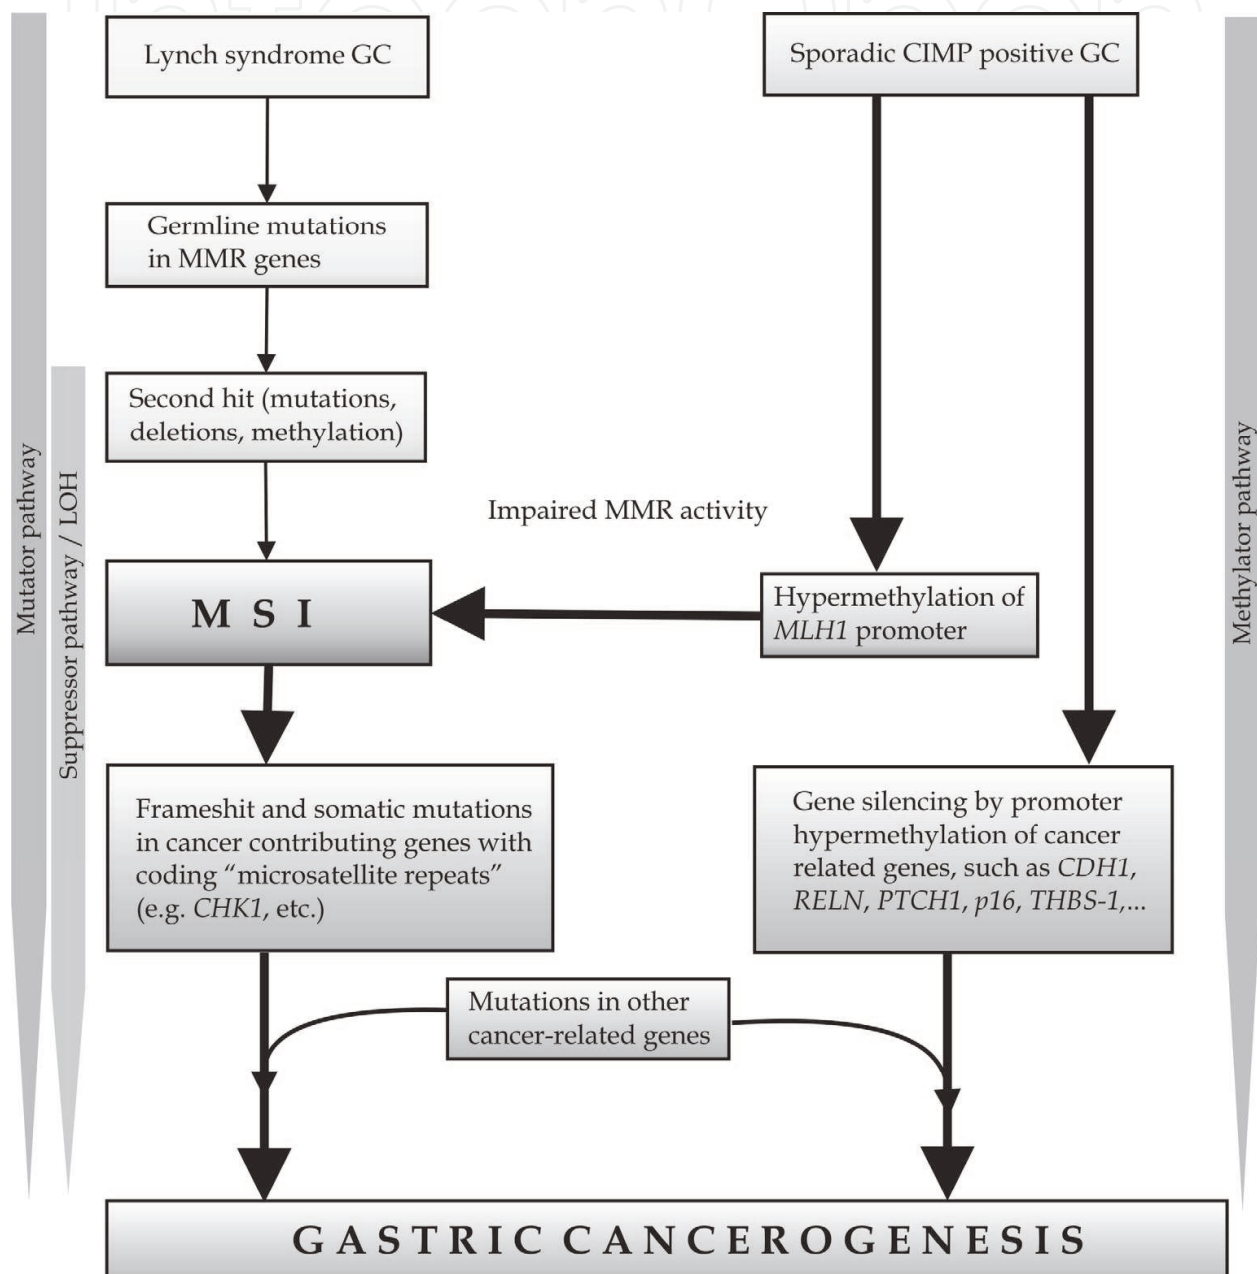 Lynch syndrome GC
Sporadic CIMP positive GC
Germline mutations
in MMR genes
Second hit (mutations,
deletions, methylation)
Impaired MMR activity
Mutator pathway
Suppressor pathway / LOH
Methylator pathway
M S I
Hypermethylation of
MLH1 promoter
Frameshit and somatic mutations
in cancer contributing genes with
coding “microsatellite repeats”
(e.g. CHK1, etc.)
Gene silencing by promoter
hypermethylation of cancer
related genes, such as CDH1,
RELN, PTCH1, p16, THBS-1,...
Mutations in other
cancer-related genes
GASTRIC CANCEROGENESIS